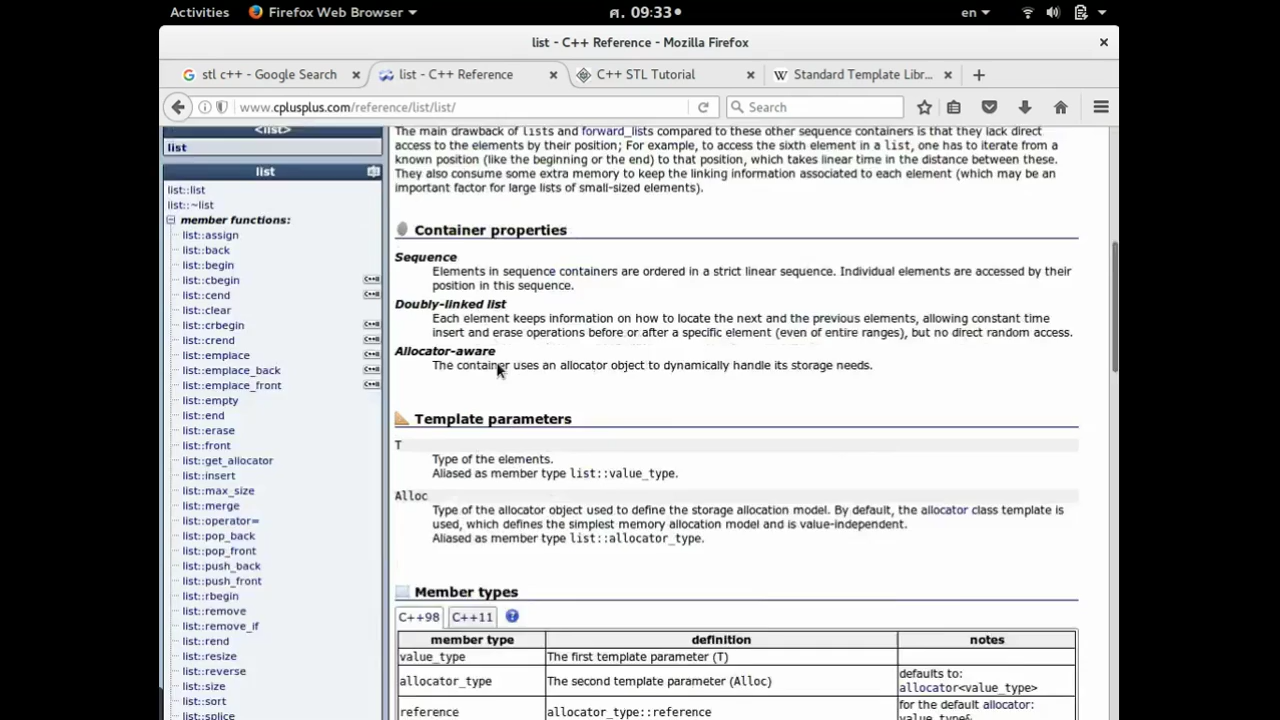 Activities Firefox Web Browser ศ. 09:33 en
list - C++ Reference - Mozilla Firefox
stl c++ - Google Search list - C++ Reference C++ STL Tutorial Standard Template Libr...
www.cplusplus.com/reference/list/list/ Search
<list>
list
list
list::list
list::~list
member functions:
list::assign
list::back
list::begin
list::cbegin C++11
list::cend C++11
list::clear
list::crbegin C++11
list::crend C++11
list::emplace C++11
list::emplace_back C++11
list::emplace_front C++11
list::empty
list::end
list::erase
list::front
list::get_allocator
list::insert
list::max_size
list::merge
list::operator=
list::pop_back
list::pop_front
list::push_back
list::push_front
list::rbegin
list::remove
list::remove_if
list::rend
list::resize
list::reverse
list::size
list::sort
list::splice
The main drawback of lists and forward_lists compared to these other sequence containers is that they lack direct
access to the elements by their position; For example, to access the sixth element in a list, one has to iterate from a
known position (like the beginning or the end) to that position, which takes linear time in the distance between these.
They also consume some extra memory to keep the linking information associated to each element (which may be an
important factor for large lists of small-sized elements).
Container properties
Sequence
Elements in sequence containers are ordered in a strict linear sequence. Individual elements are accessed by their
position in this sequence.
Doubly-linked list
Each element keeps information on how to locate the next and the previous elements, allowing constant time
insert and erase operations before or after a specific element (even of entire ranges), but no direct random access.
Allocator-aware
The container uses an allocator object to dynamically handle its storage needs.
Template parameters
T
Type of the elements.
Aliased as member type list::value_type.
Alloc
Type of the allocator object used to define the storage allocation model. By default, the allocator class template is
used, which defines the simplest memory allocation model and is value-independent.
Aliased as member type list::allocator_type.
Member types
C++98 C++11 ?
member type definition notes
value_type The first template parameter (T)
allocator_type The second template parameter (Alloc) defaults to:
allocator<value_type>
reference allocator_type::reference for the default allocator:
value_type&